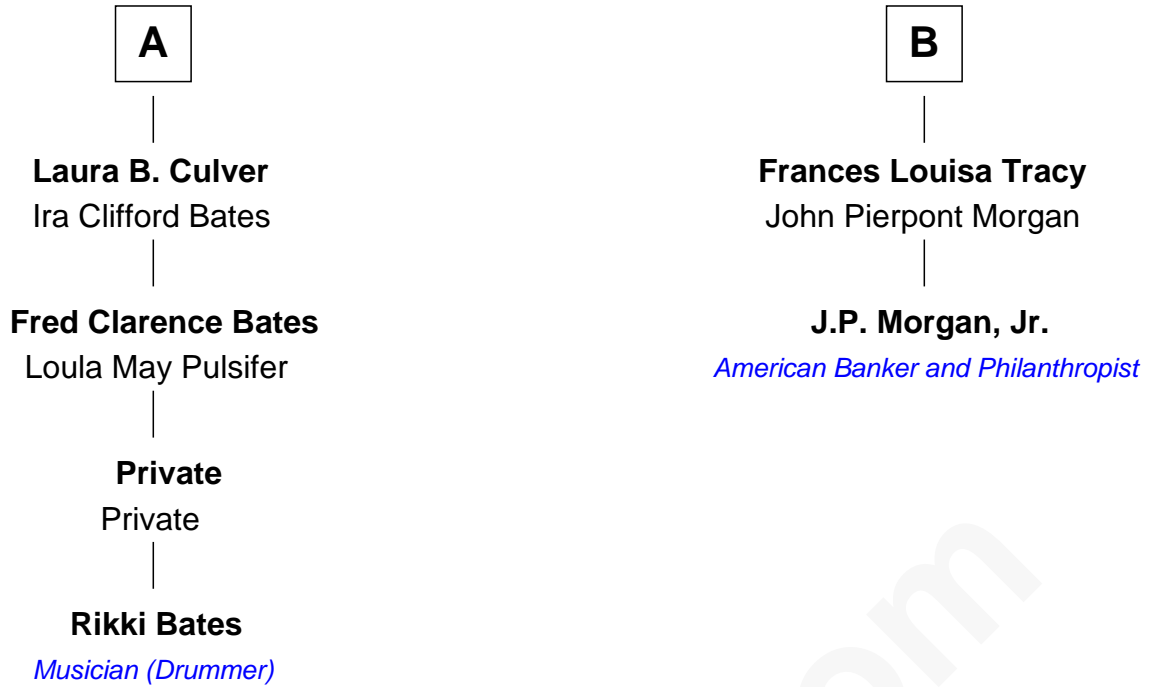 A
Laura B. Culver
Ira Clifford Bates
Fred Clarence Bates
Loula May Pulsifer
Private
Private
Rikki Bates
Musician (Drummer)
B
Frances Louisa Tracy
John Pierpont Morgan
J.P. Morgan, Jr.
American Banker and Philanthropist
om